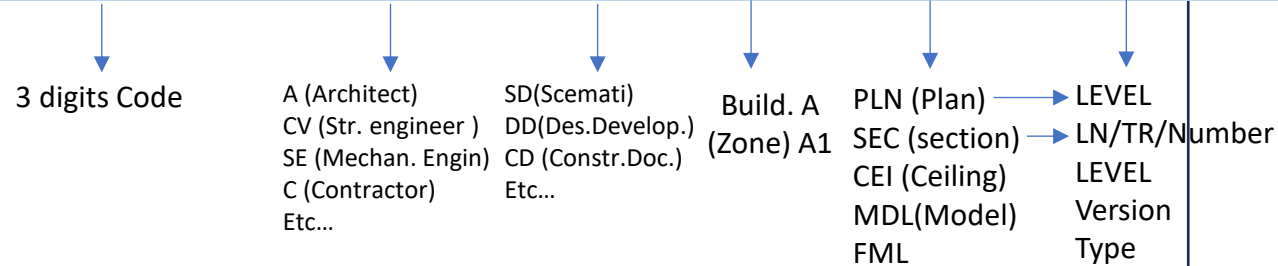 3 digits Code
A (Architect)
CV (Str. engineer )
SE (Mechan. Engin)
C (Contractor)
Etc…
SD(Scemati)
DD(Des.Develop.)
CD (Constr.Doc.)
Etc…
Build. A
(Zone) A1
PLN (Plan)
SEC (section)
CEI (Ceiling)
MDL(Model)
FML
LEVEL
LN/TR/Number
LEVEL
Version
Type